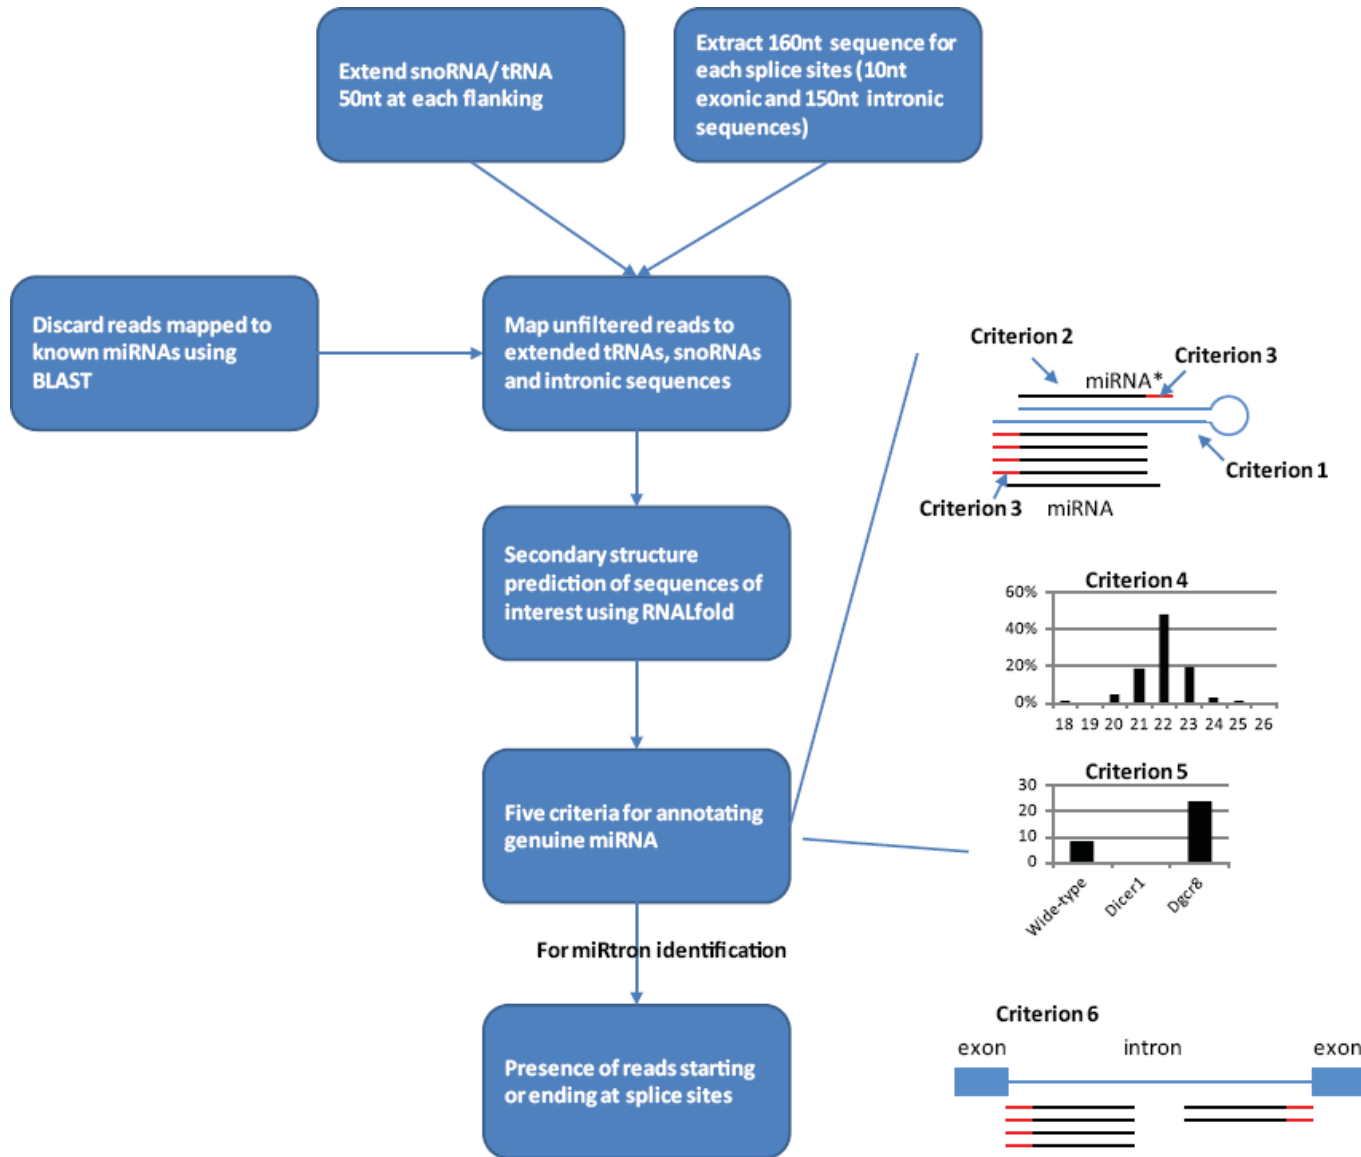 Extend snoRNA/ tRNA
50nt at each flanking
Extract 160nt sequence for
each splice sites (10nt
exonic and 150nt intronic
sequences)
Discard reads mapped to
known miRNAs using
BLAST
Map unfiltered reads to
extended tRNAs, snoRNAs
and intronic sequences
Secondary structure
prediction of sequences of
interest using RNALfold
Five criteria for annotating
genuine miRNA
For miRtron identification
Presence of reads starting
or ending at splice sites
Criterion 2
Criterion 3
miRNA*
Criterion 1
Criterion 3
miRNA
Criterion 4
60%
40%
20%
0%
18 19 20 21 22 23 24 25 26
Criterion 5
30
20
10
0
Wide-type
Dicer1
Dgcr8
Criterion 6
exon intron exon